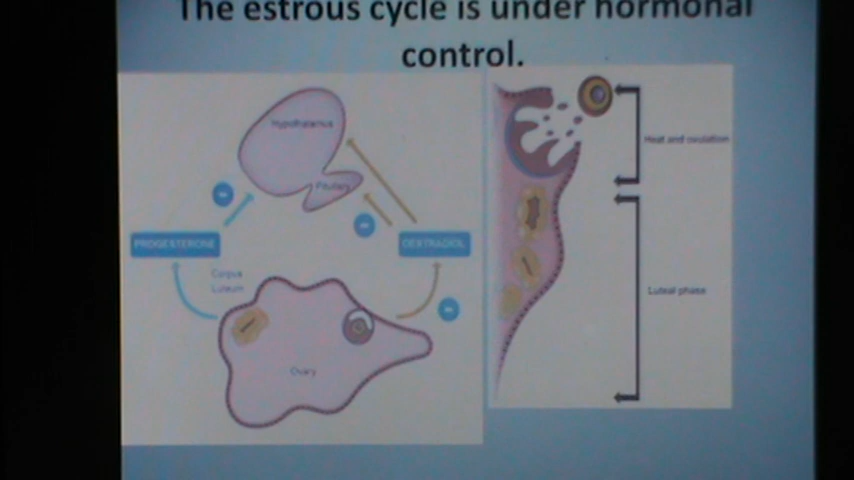 The estrous cycle is under hormonal
control.
Hypothalamus
Pituitary
PROGESTERONE
OESTRADIOL
Corpus
Luteum
Ovary
Heat and ovulation
Luteal phase